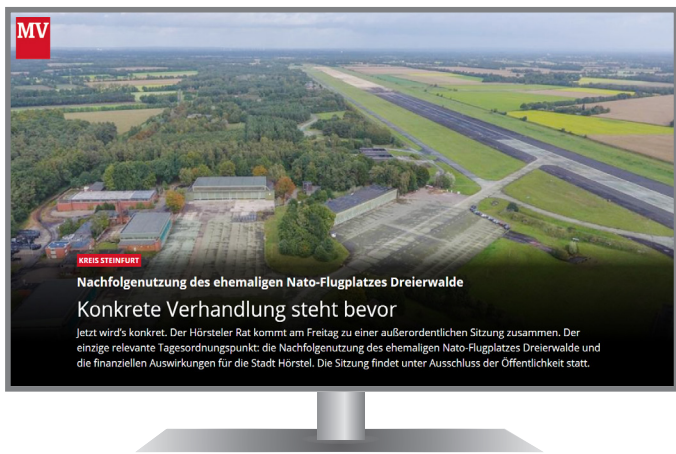 MV
KREIS STEINFURT
Nachfolgenutzung des ehemaligen Nato-Flugplatzes Dreierwalde
Konkrete Verhandlung steht bevor
Jetzt wird's konkret. Der Hörsteler Rat kommt am Freitag zu einer außerordentlichen Sitzung zusammen. Der
einzige relevante Tagesordnungspunkt: die Nachfolgenutzung des ehemaligen Nato-Flugplatzes Dreierwalde und
die finanziellen Auswirkungen für die Stadt Hörstel. Die Sitzung findet unter Ausschluss der Öffentlichkeit statt.